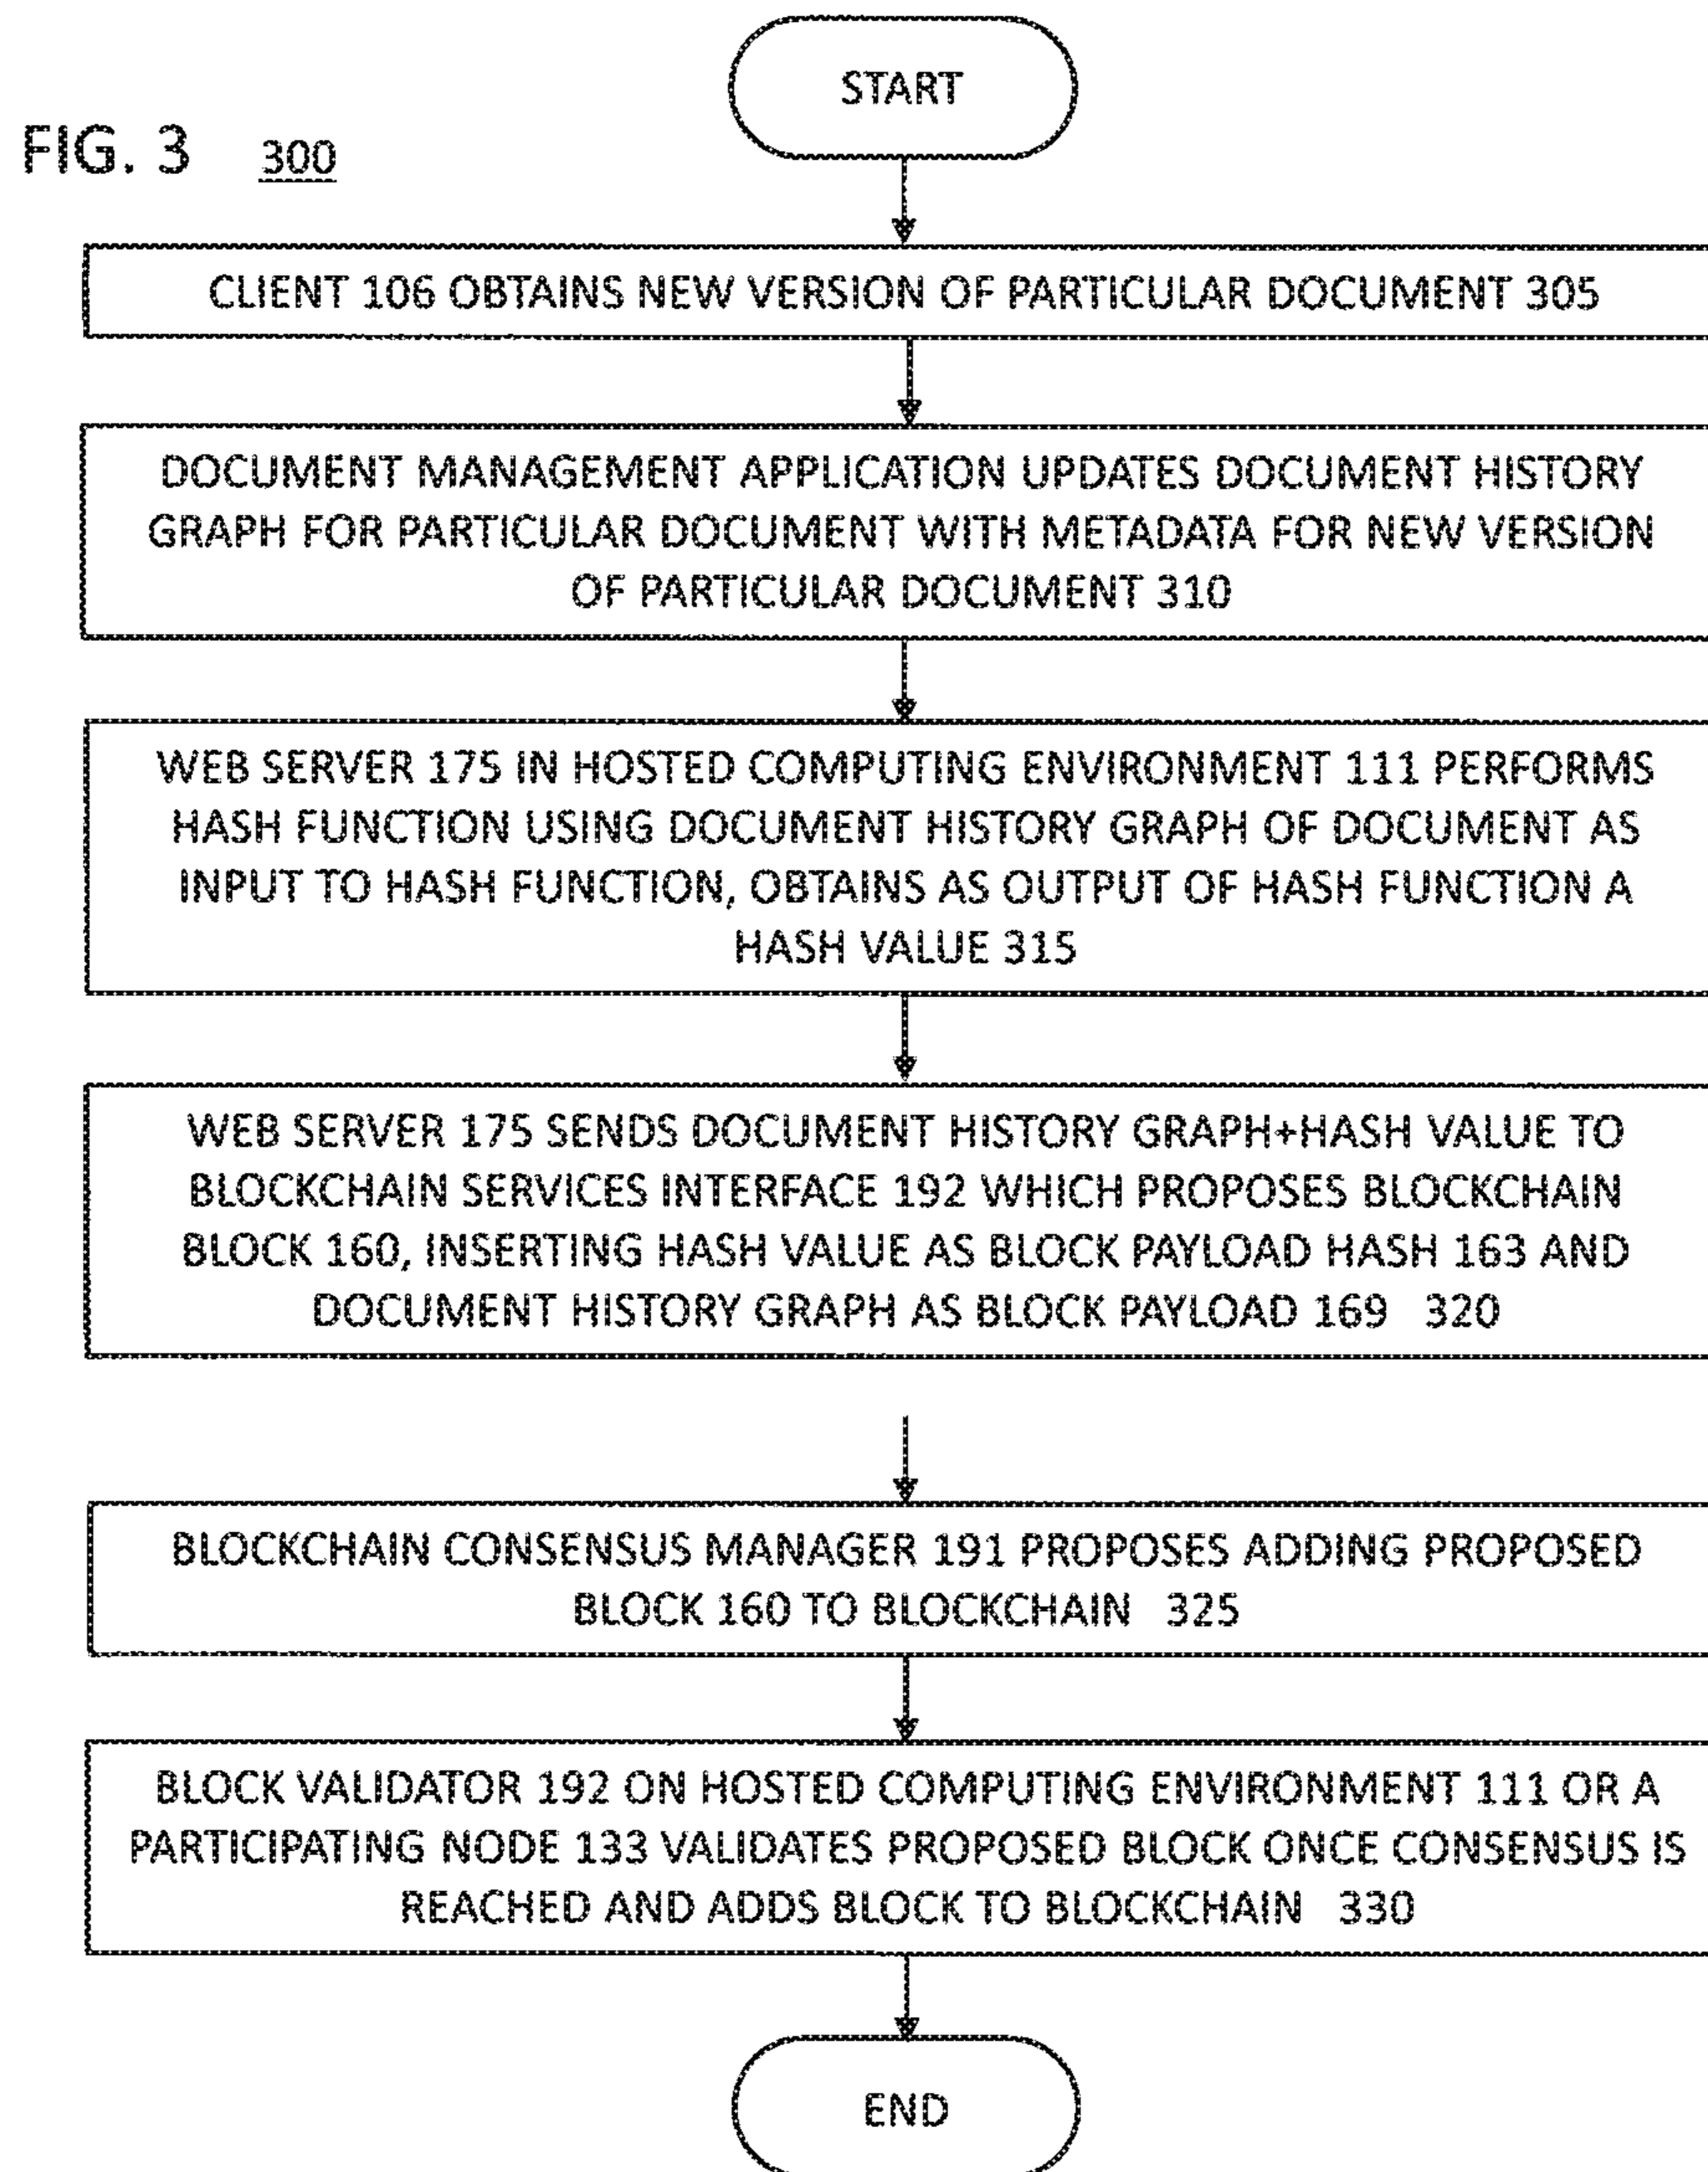 START
FIG. 3 300
CLIENT 106 OBTAINS NEW VERSION OF PARTICULAR DOCUMENT 305
DOCUMENT MANAGEMENT APPLICATION UPDATES DOCUMENT HISTORY
GRAPH FOR PARTICULAR DOCUMENT WITH METADATA FOR NEW VERSION
OF PARTICULAR DOCUMENT 310
WEB SERVER 175 IN HOSTED COMPUTING ENVIRONMENT 111 PERFORMS
HASH FUNCTION USING DOCUMENT HISTORY GRAPH OF DOCUMENT AS
INPUT TO HASH FUNCTION, OBTAINS AS OUTPUT OF HASH FUNCTION A
HASH VALUE 315
WEB SERVER 175 SENDS DOCUMENT HISTORY GRAPH+HASH VALUE TO
BLOCKCHAIN SERVICES INTERFACE 192 WHICH PROPOSES BLOCKCHAIN
BLOCK 160, INSERTING HASH VALUE AS BLOCK PAYLOAD HASH 163 AND
DOCUMENT HISTORY GRAPH AS BLOCK PAYLOAD 169 320
BLOCKCHAIN CONSENSUS MANAGER 191 PROPOSES ADDING PROPOSED
BLOCK 160 TO BLOCKCHAIN 325
BLOCK VALIDATOR 192 ON HOSTED COMPUTING ENVIRONMENT 111 OR A
PARTICIPATING NODE 133 VALIDATES PROPOSED BLOCK ONCE CONSENSUS IS
REACHED AND ADDS BLOCK TO BLOCKCHAIN 330
END